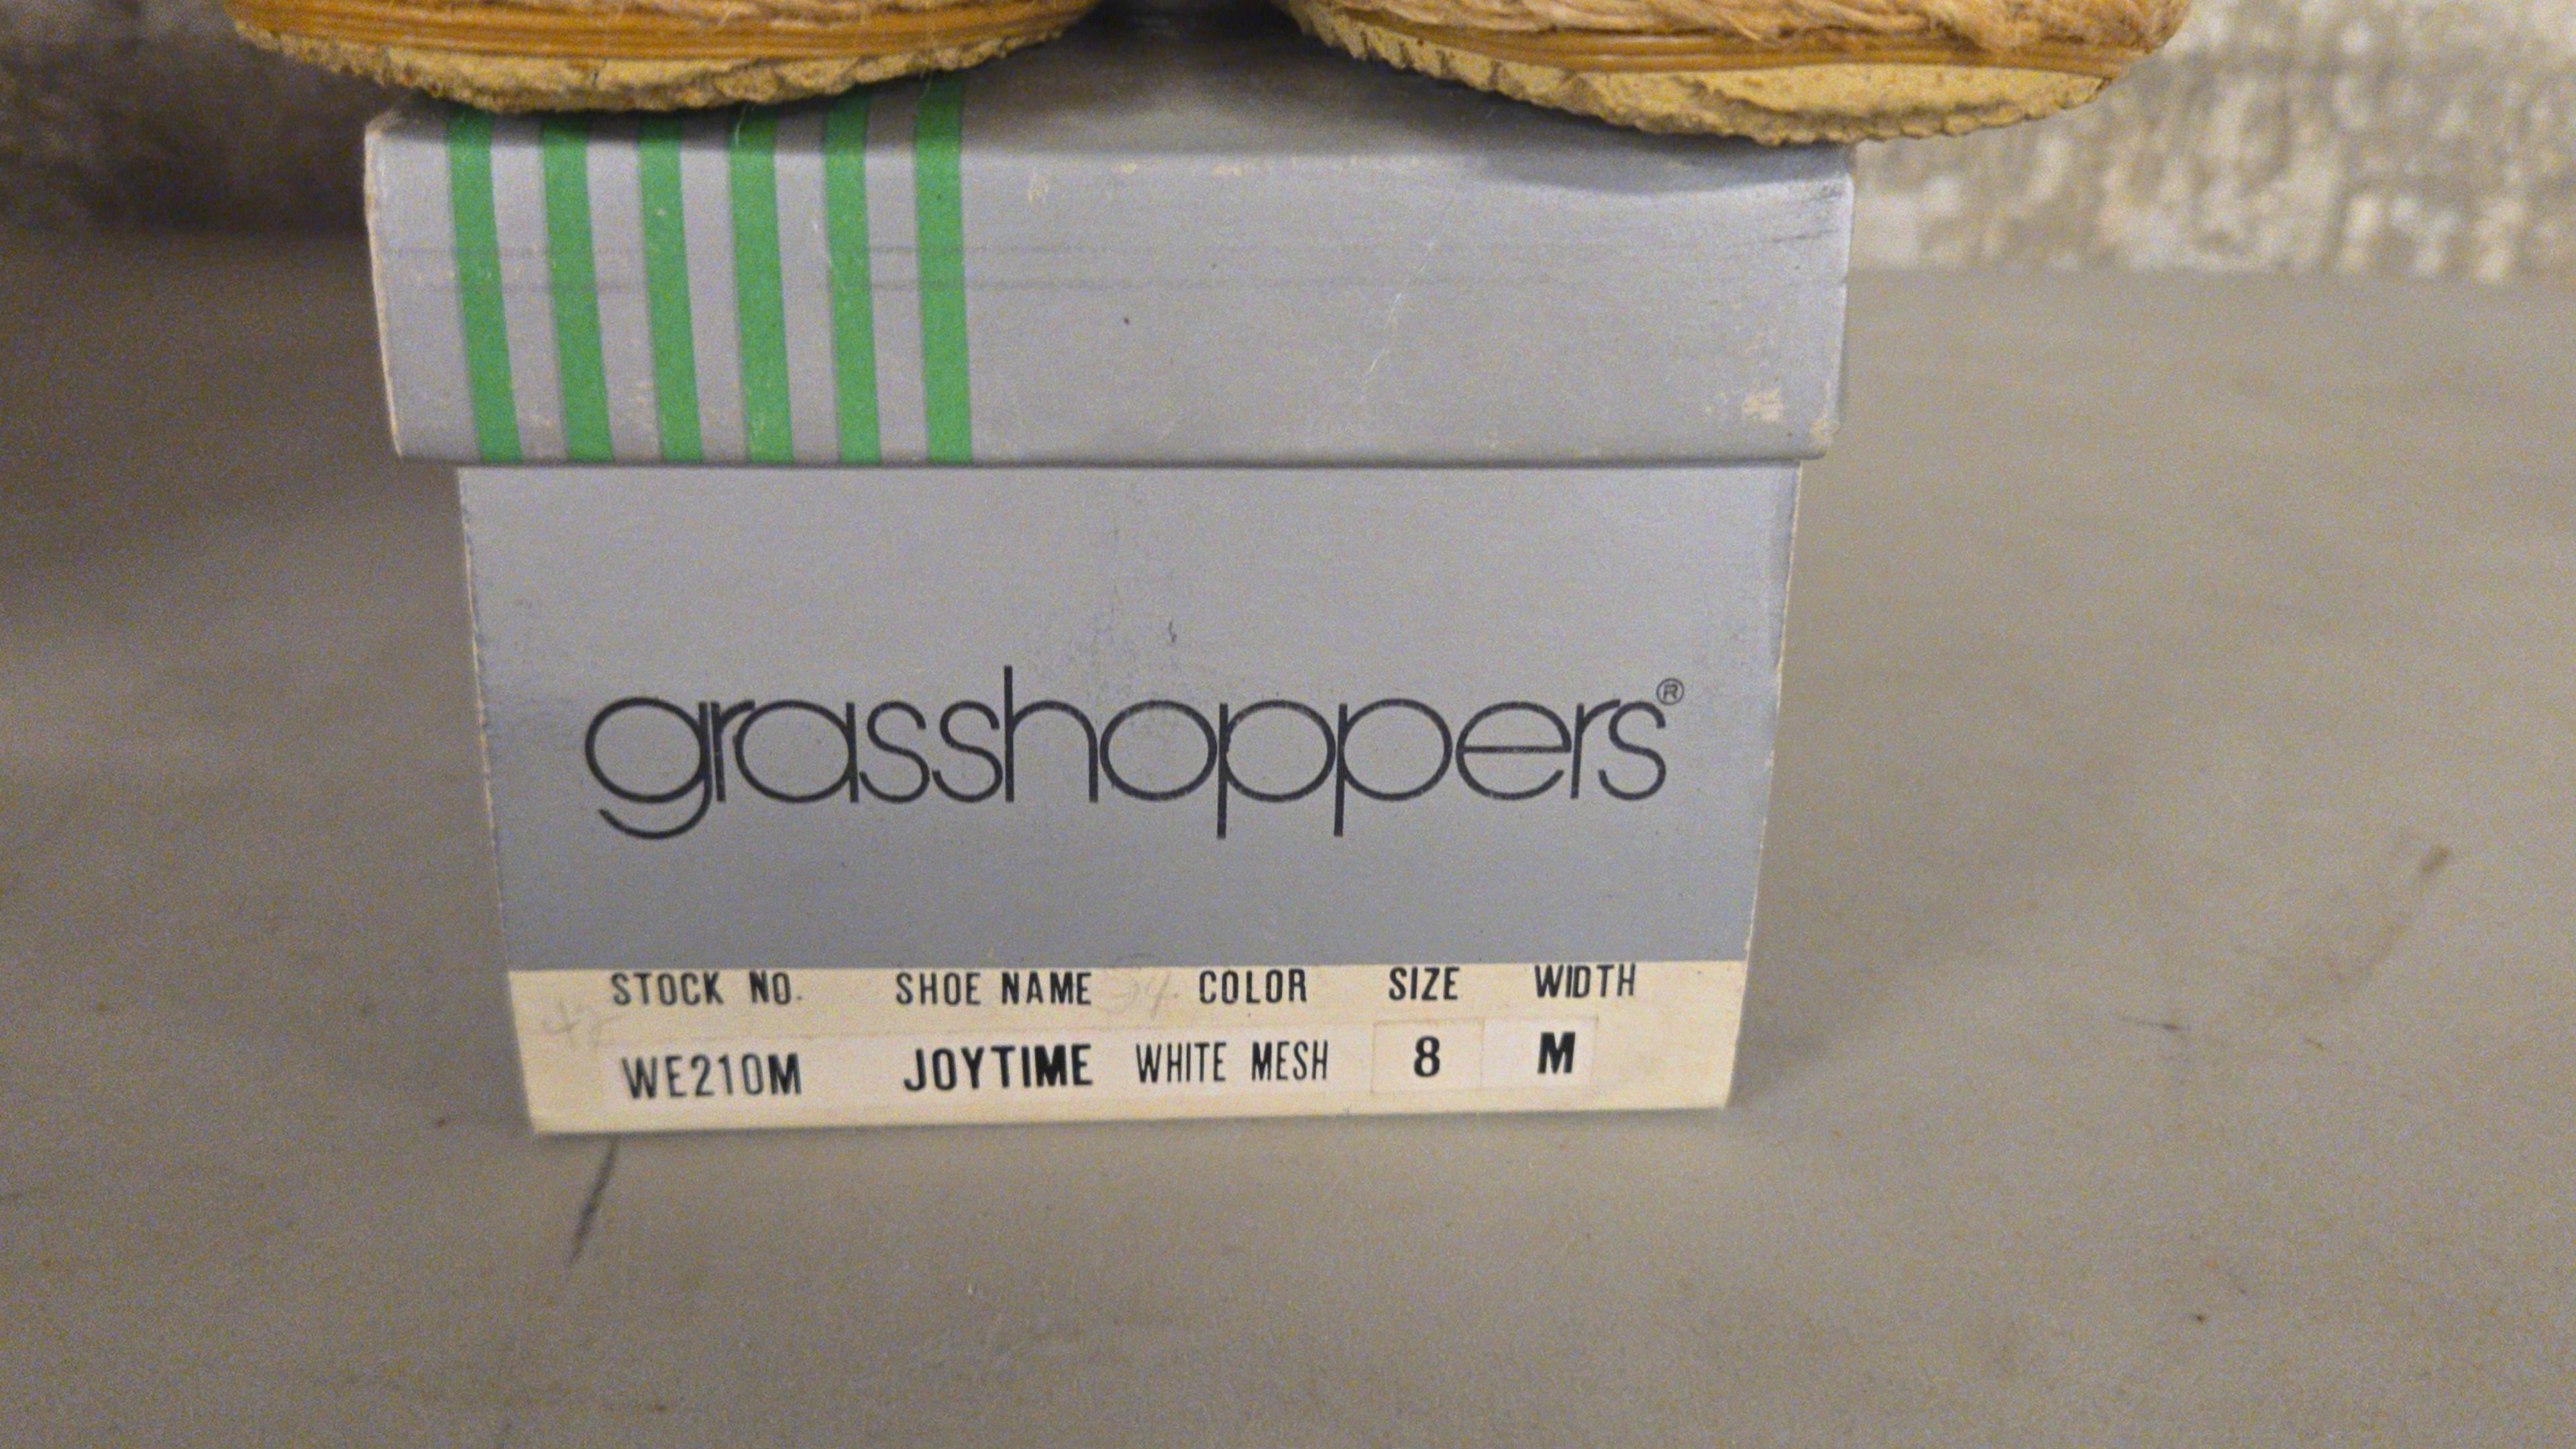 grasshoppers®
STOCK NO. SHOE NAME COLOR SIZE WIDTH
WE210M JOYTIME WHITE MESH 8 M